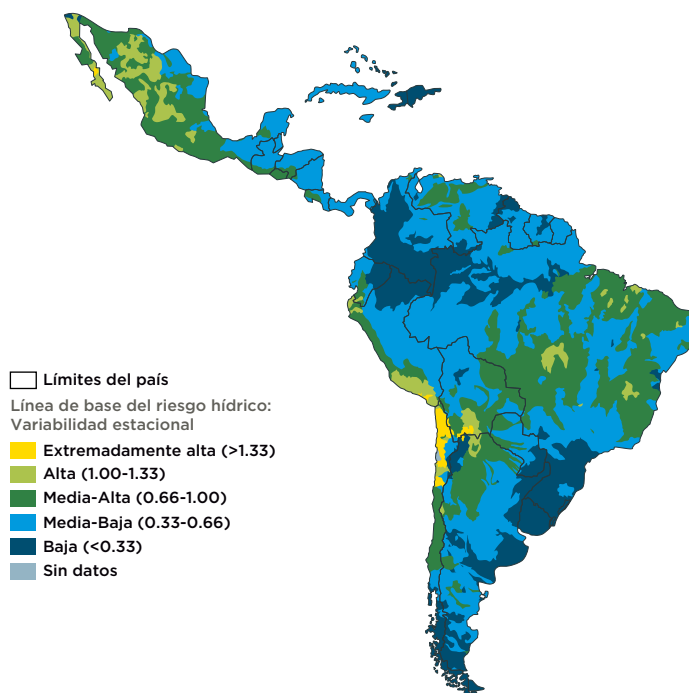 Límites del país
Línea de base del riesgo hídrico:
Variabilidad estacional
Extremadamente alta (>1.33)
Alta (1.00-1.33)
Media-Alta (0.66-1.00)
Media-Baja (0.33-0.66)
Baja (<0.33)
Sin datos